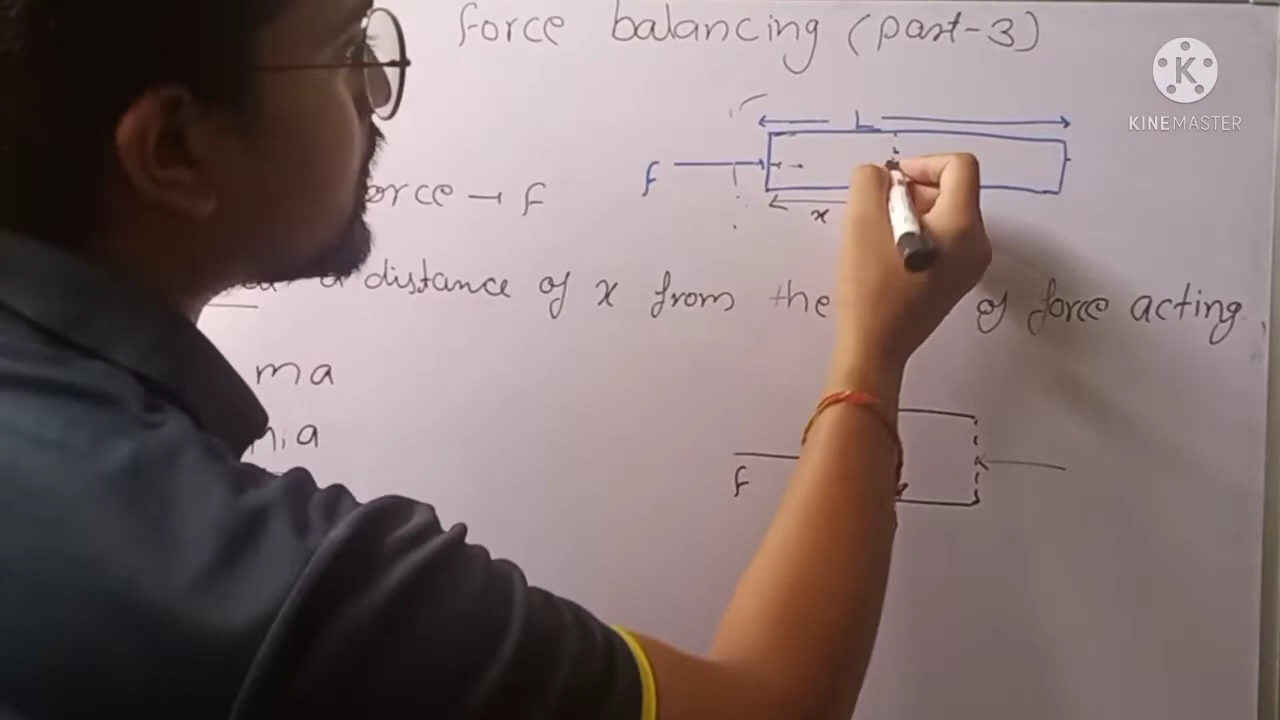 force balancing (part-3)
KINEMASTER
L
f
orce → f
x
a distance of x from the of force acting.
ma
a
f